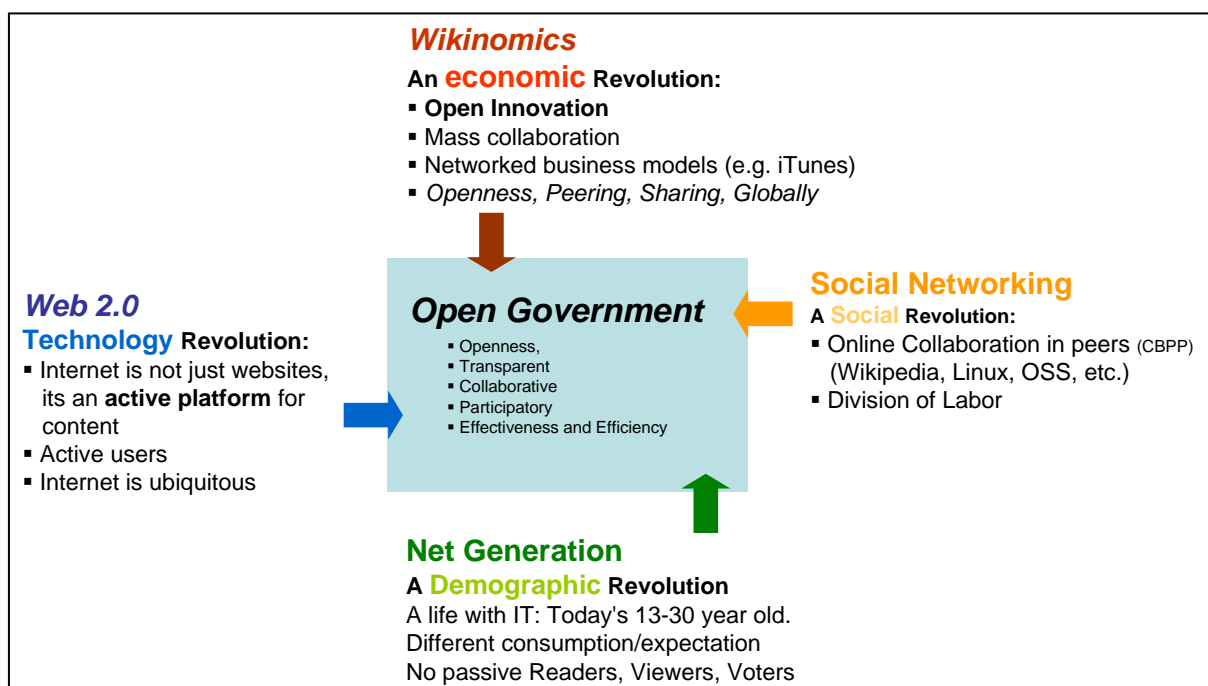 Wikinomics
An economic Revolution:
▪ Open Innovation
▪ Mass collaboration
▪ Networked business models (e.g. iTunes)
▪ Openness, Peering, Sharing, Globally
Web 2.0
Technology Revolution:
▪ Internet is not just websites,
its an active platform for
content
▪ Active users
▪ Internet is ubiquitous
Open Government
▪ Openness,
▪ Transparent
▪ Collaborative
▪ Participatory
▪ Effectiveness and Efficiency
Social Networking
A Social Revolution:
▪ Online Collaboration in peers (CBPP)
(Wikipedia, Linux, OSS, etc.)
▪ Division of Labor
Net Generation
A Demographic Revolution
A life with IT: Today's 13-30 year old.
Different consumption/expectation
No passive Readers, Viewers, Voters